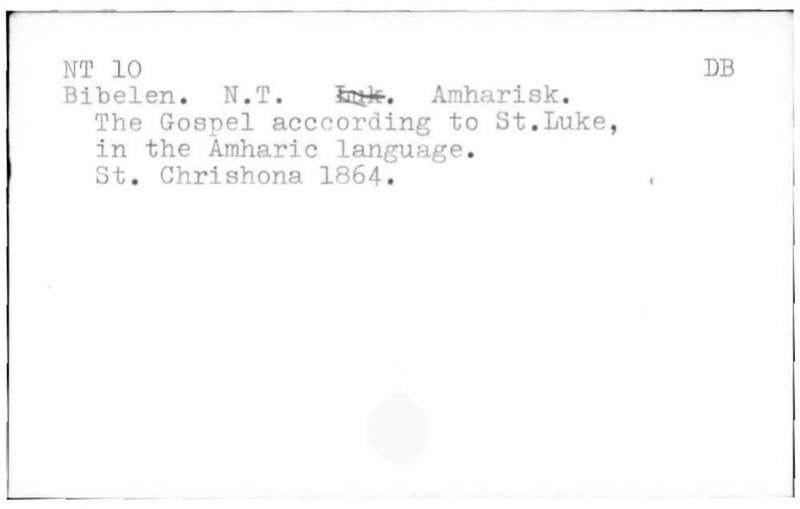 NT 10 DB
Bibelen. N.T. Luk. Amharisk.
The Gospel acccording to St.Luke,
in the Amharic language.
St. Chrishona 1864.